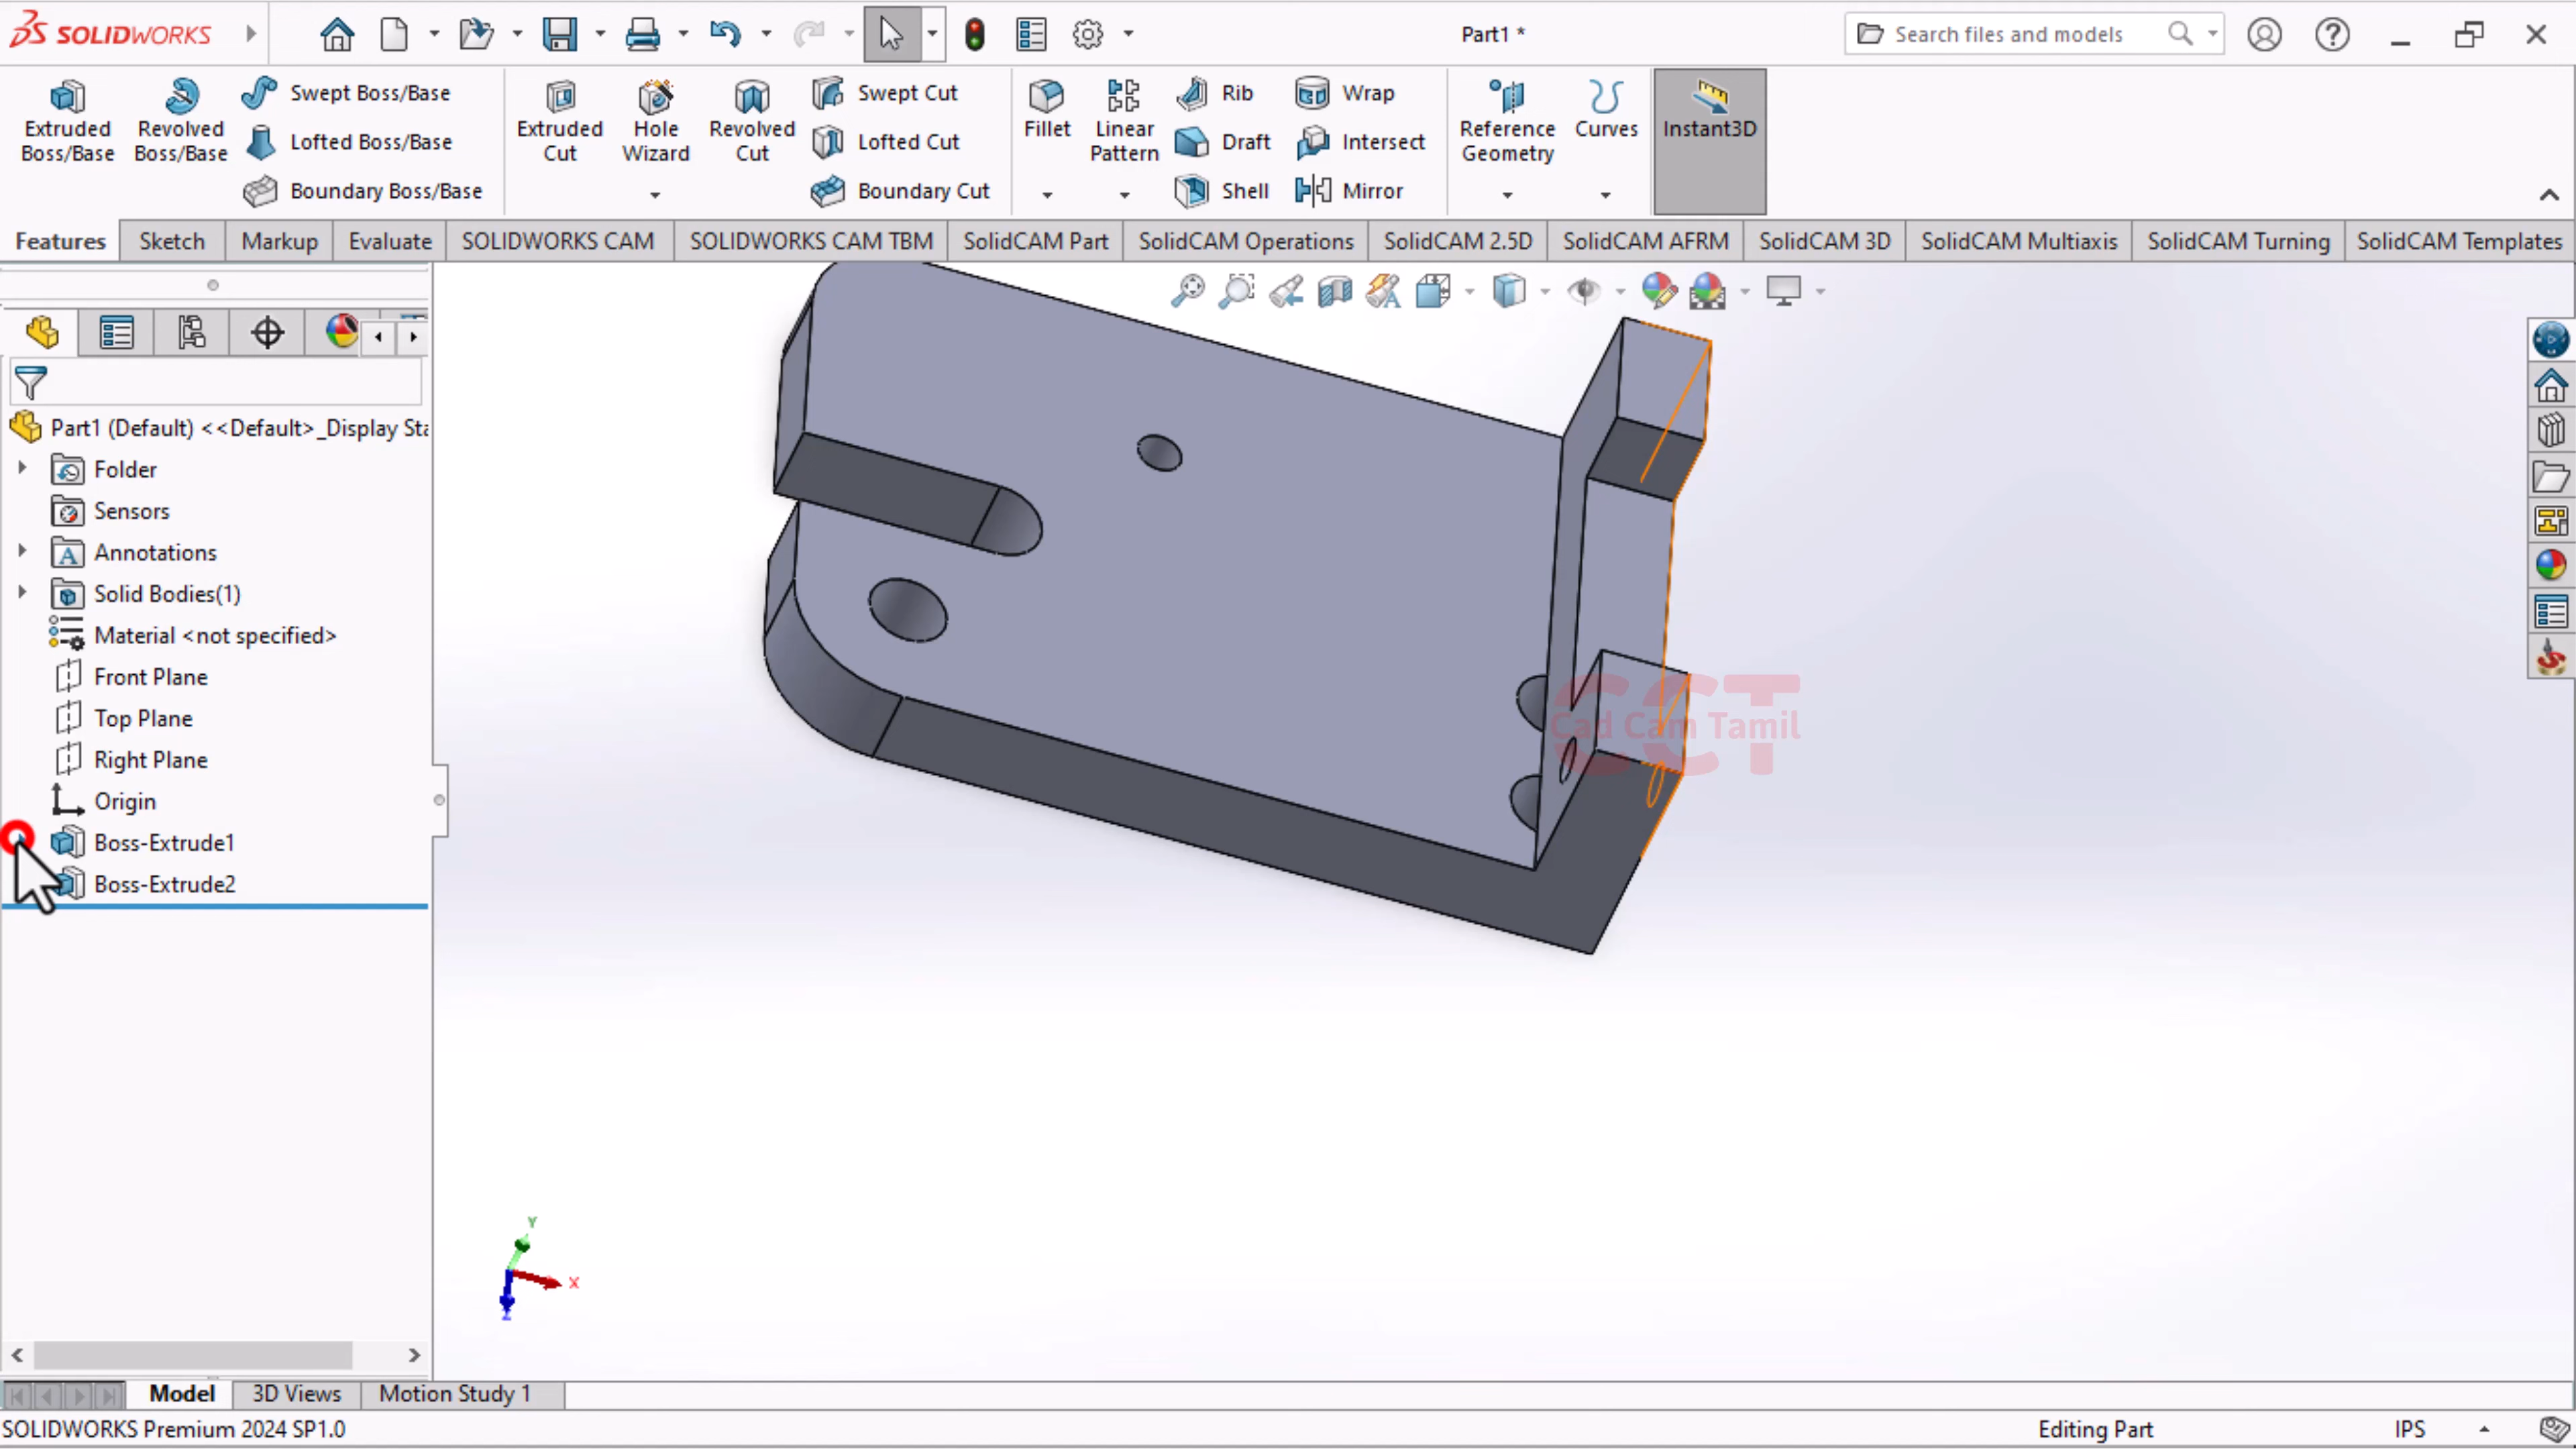 SOLIDWORKS
Part1 *
Search files and models
Extruded Boss/Base
Revolved Boss/Base
Swept Boss/Base
Lofted Boss/Base
Boundary Boss/Base
Extruded Cut
Hole Wizard
Revolved Cut
Swept Cut
Lofted Cut
Boundary Cut
Fillet
Linear Pattern
Rib
Draft
Shell
Wrap
Intersect
Mirror
Reference Geometry
Curves
Instant3D
Features
Sketch
Markup
Evaluate
SOLIDWORKS CAM
SOLIDWORKS CAM TBM
SolidCAM Part
SolidCAM Operations
SolidCAM 2.5D
SolidCAM AFRM
SolidCAM 3D
SolidCAM Multiaxis
SolidCAM Turning
SolidCAM Templates
Part1 (Default) <<Default>_Display Sta
Folder
Sensors
Annotations
Solid Bodies(1)
Material <not specified>
Front Plane
Top Plane
Right Plane
Origin
Boss-Extrude1
Boss-Extrude2
CCT
Cad Cam Tamil
Y
X
Z
Model
3D Views
Motion Study 1
SOLIDWORKS Premium 2024 SP1.0
Editing Part
IPS